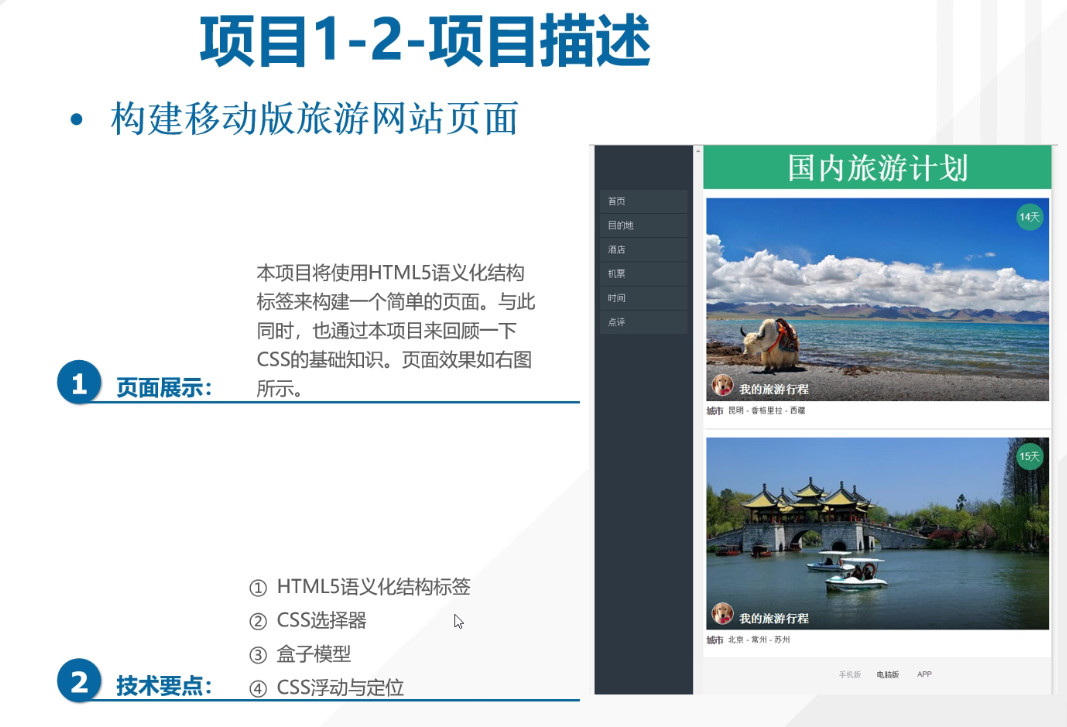 项目1-2-项目描述
• 构建移动版旅游网站页面
本项目将使用HTML5语义化结构
标签来构建一个简单的页面。与此
同时，也通过本项目来回顾一下
CSS的基础知识。页面效果如右图
所示。
1 页面展示：
① HTML5语义化结构标签
② CSS选择器
③ 盒子模型
④ CSS浮动与定位
2 技术要点：
首页
目的地
酒店
机票
时间
点评
国内旅游计划
14天
我的旅游行程
城市 昆明 - 香格里拉 - 西藏
15天
我的旅游行程
城市 北京 - 常州 - 苏州
手机版 电脑版 APP